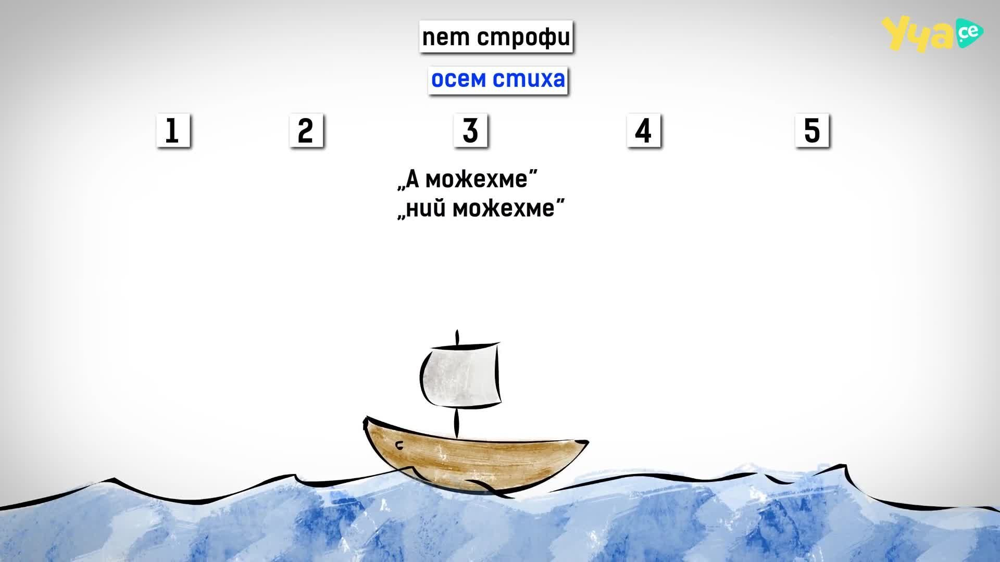 Уча.се
пет строфи
осем стиха
1 2 3 4 5
„А можехме”
„ний можехме”